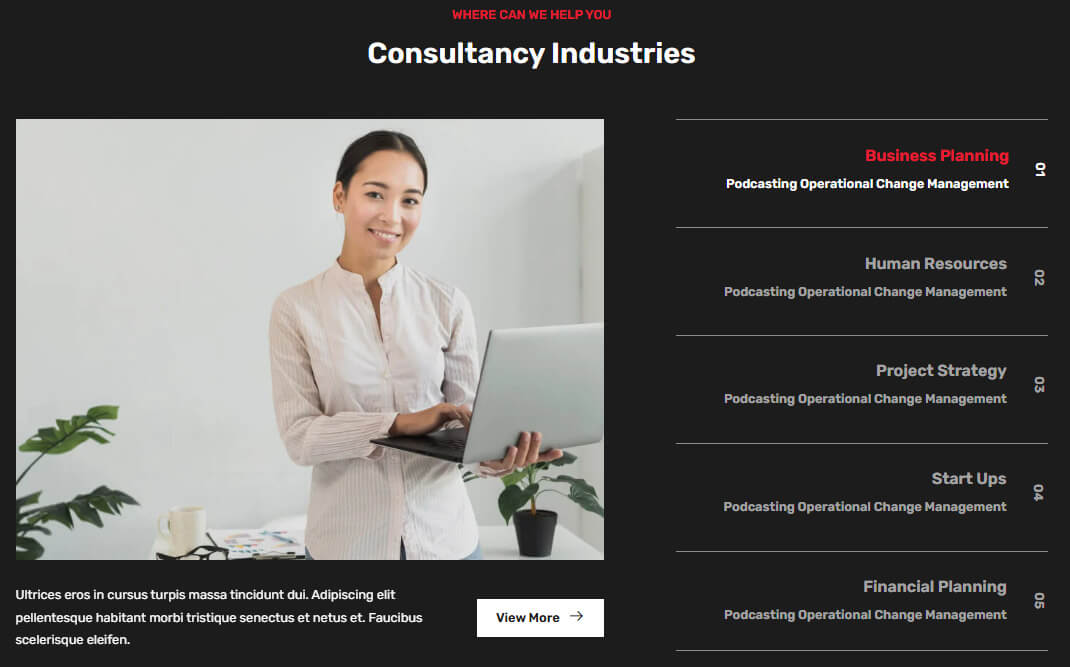 WHERE CAN WE HELP YOU
Consultancy Industries
Ultrices eros in cursus turpis massa tincidunt dui. Adipiscing elit
pellentesque habitant morbi tristique senectus et netus et. Faucibus
scelerisque eleifen.
View More
Business Planning
Podcasting Operational Change Management
01
Human Resources
Podcasting Operational Change Management
02
Project Strategy
Podcasting Operational Change Management
03
Start Ups
Podcasting Operational Change Management
04
Financial Planning
Podcasting Operational Change Management
05